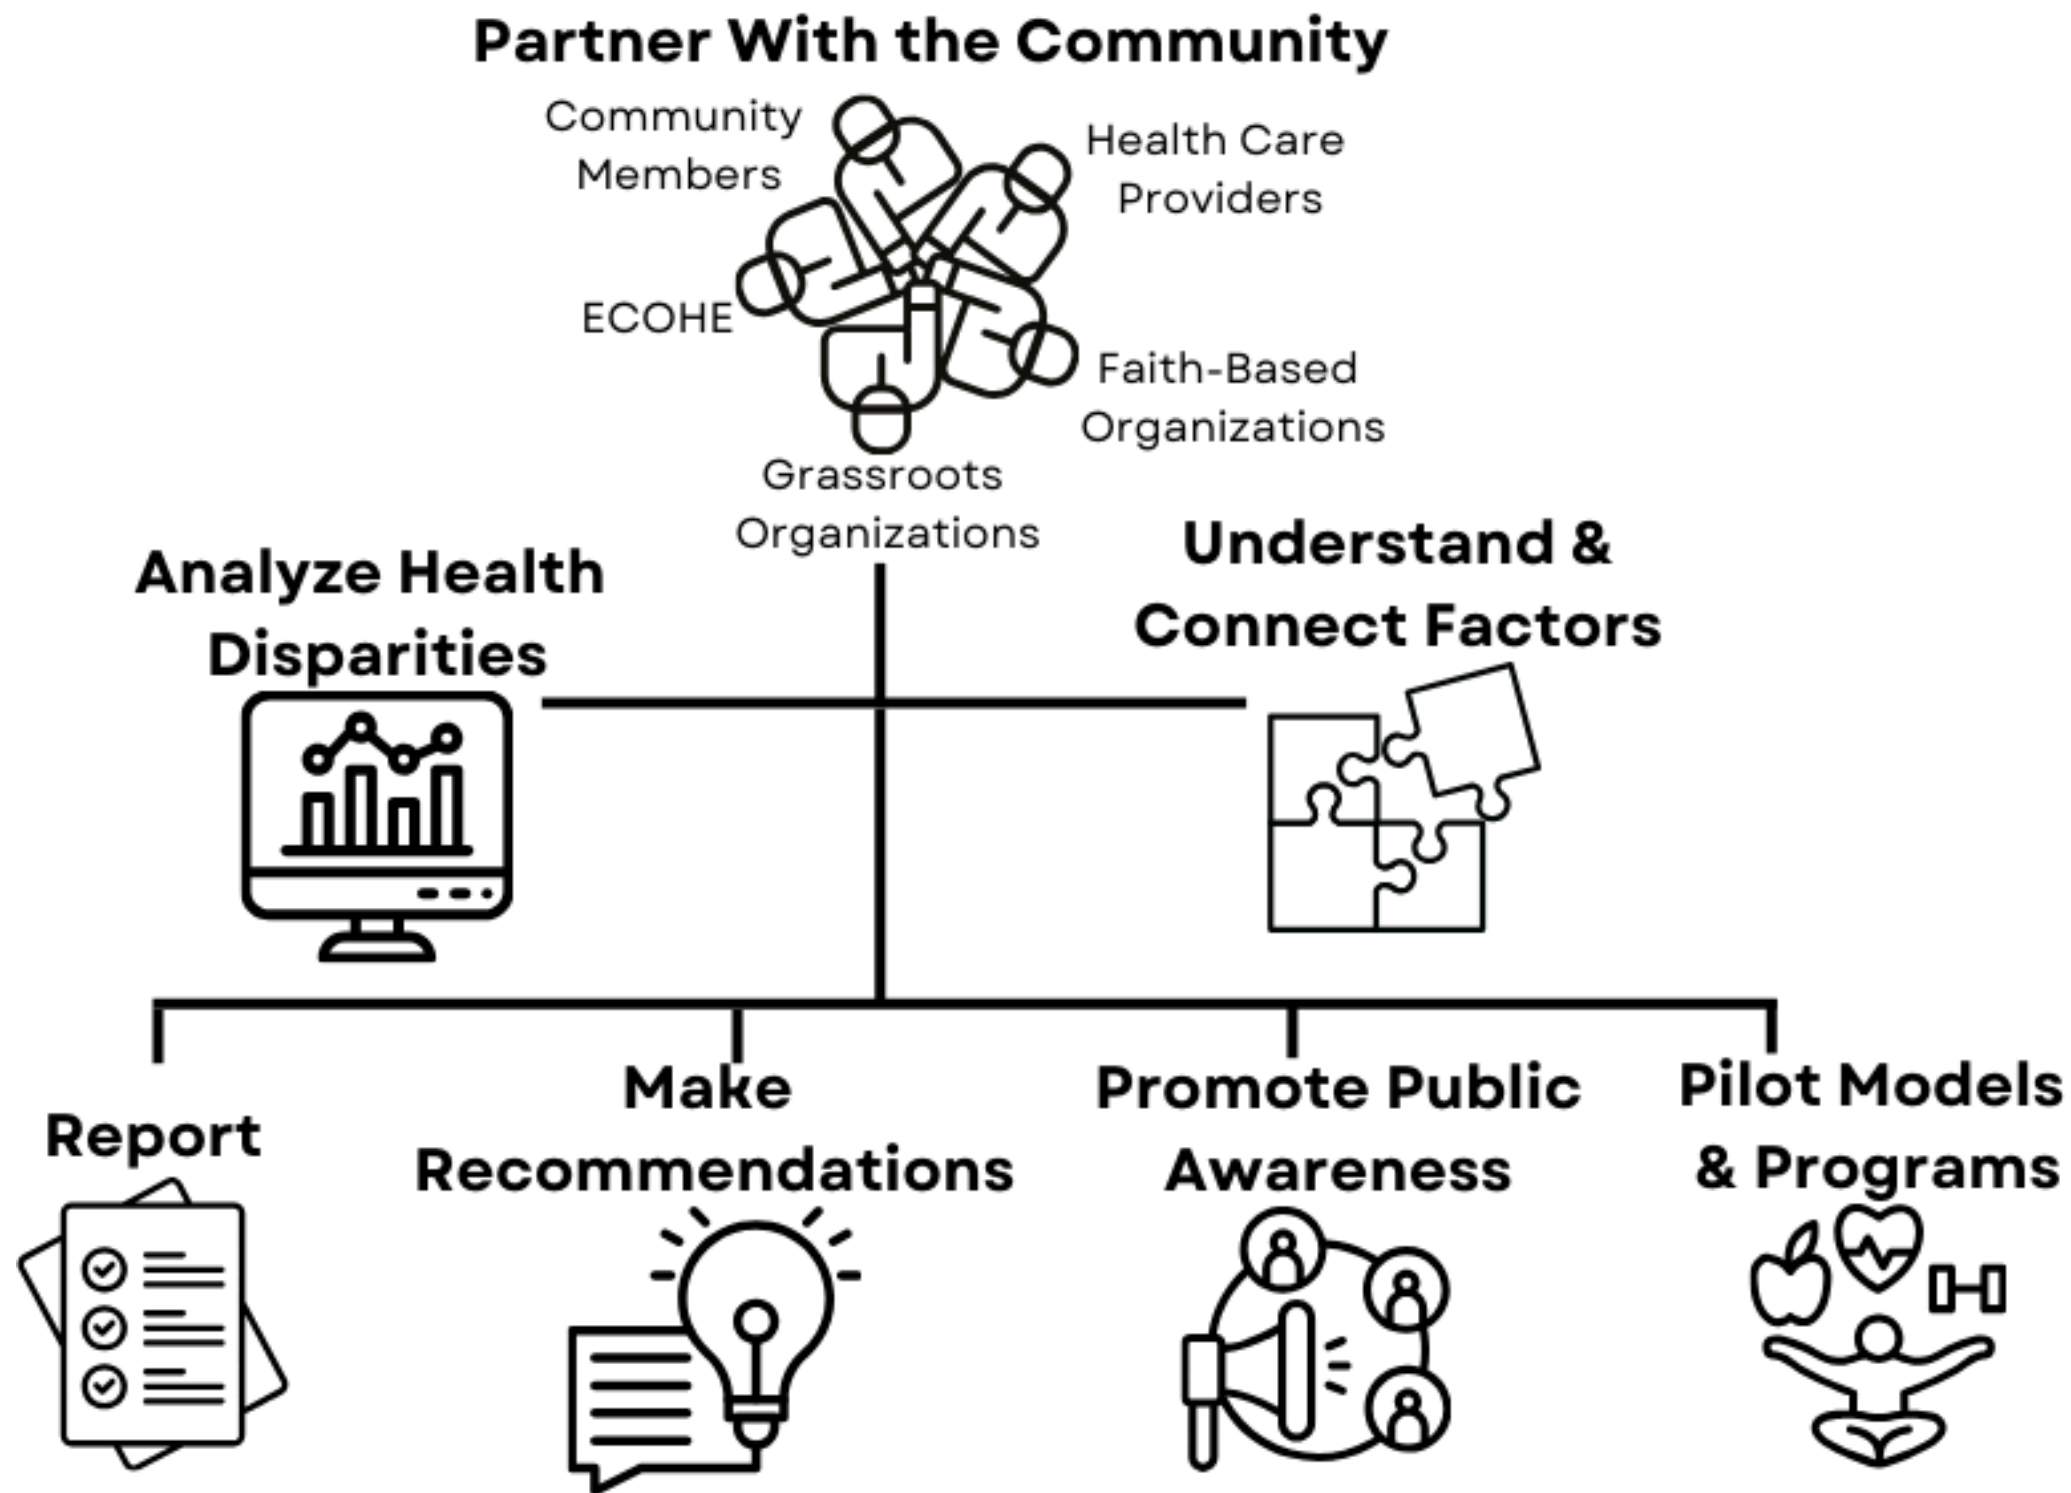 Partner With the Community
Community
Members
Health Care
Providers
ECOHE
Faith-Based
Organizations
Grassroots
Organizations
Analyze Health
Disparities
Understand &
Connect Factors
Report
Make
Recommendations
Promote Public
Awareness
Pilot Models
& Programs